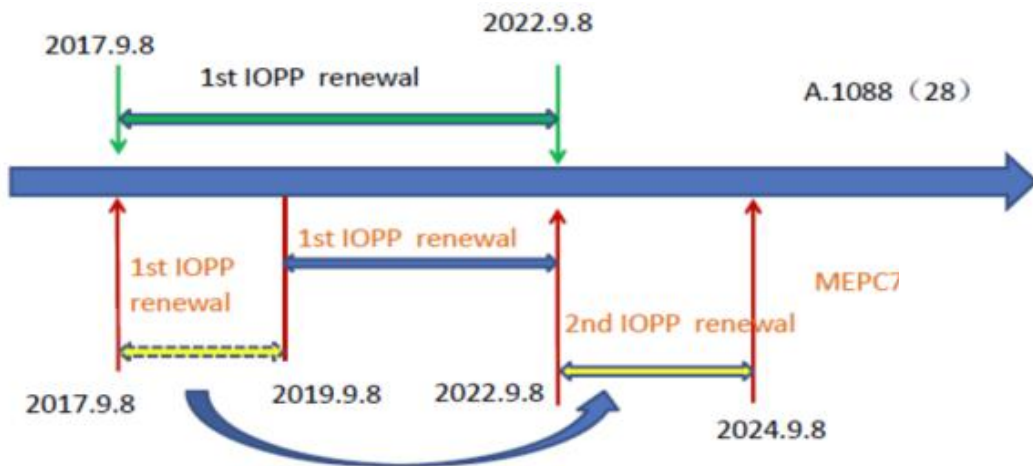 2017.9.8
2022.9.8
1st IOPP renewal
A.1088（28）
1st IOPP renewal
1st IOPP
renewal
MEPC7
2nd IOPP renewal
2017.9.8
2019.9.8
2022.9.8
2024.9.8